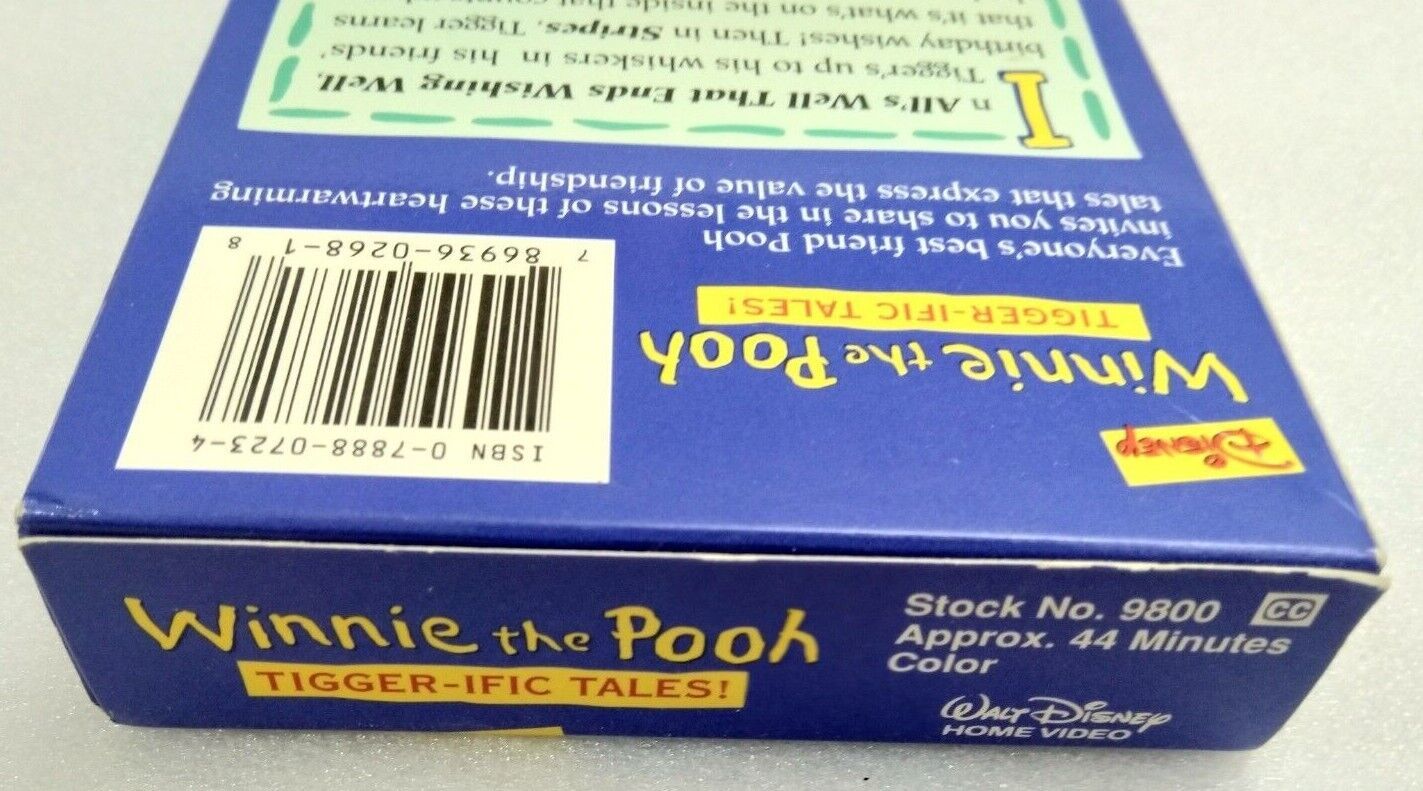 Disney
Winnie the Pooh
TIGGER-IFIC TALES!
Everyone's best friend Pooh
invites you to share in the lessons of these heartwarming
tales that express the value of friendship.
In All's Well That Ends Wishing Well,
Tigger's up to his whiskers in his friends'
birthday wishes! Then in Stripes, Tigger learns
that it's what's on the inside that
ISBN 0-7888-0723-4
7 86936-0268-1 8
Winnie the Pooh
TIGGER-IFIC TALES!
Stock No. 9800 CC
Approx. 44 Minutes
Color
WALT DISNEY
HOME VIDEO